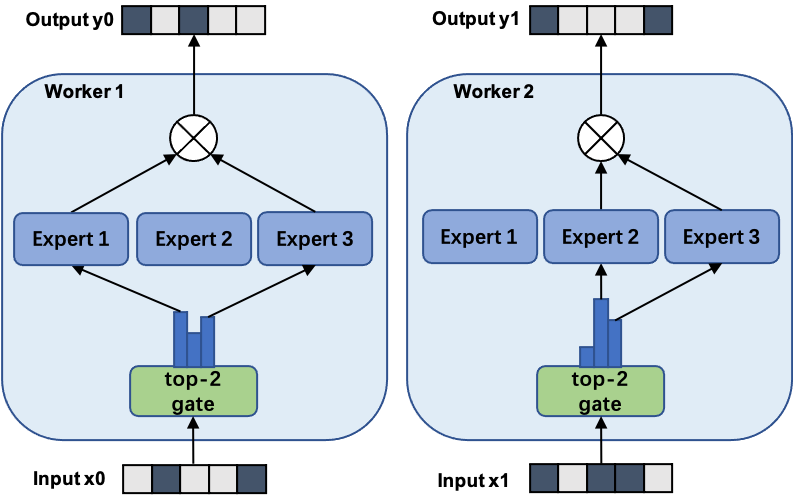 Output y0
Output y1
Worker 1
Worker 2
Expert 1
Expert 2
Expert 3
Expert 1
Expert 2
Expert 3
top-2
gate
top-2
gate
Input x0
Input x1